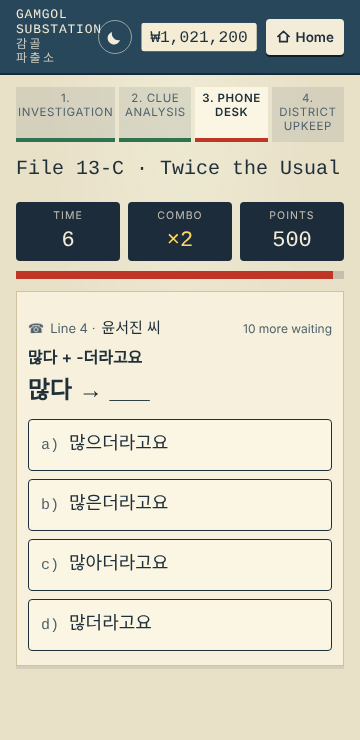 GAMGOL
SUBSTATION
감골
파출소
₩1,021,200
Home
1.
INVESTIGATION
2. CLUE
ANALYSIS
3. PHONE
DESK
4.
DISTRICT
UPKEEP
File 13-C · Twice the Usual
TIME
6
COMBO
×2
POINTS
500
☎ Line 4 · 윤서진 씨
10 more waiting
많다 + -더라고요
많다 → ___
a) 많으더라고요
b) 많은더라고요
c) 많아더라고요
d) 많더라고요